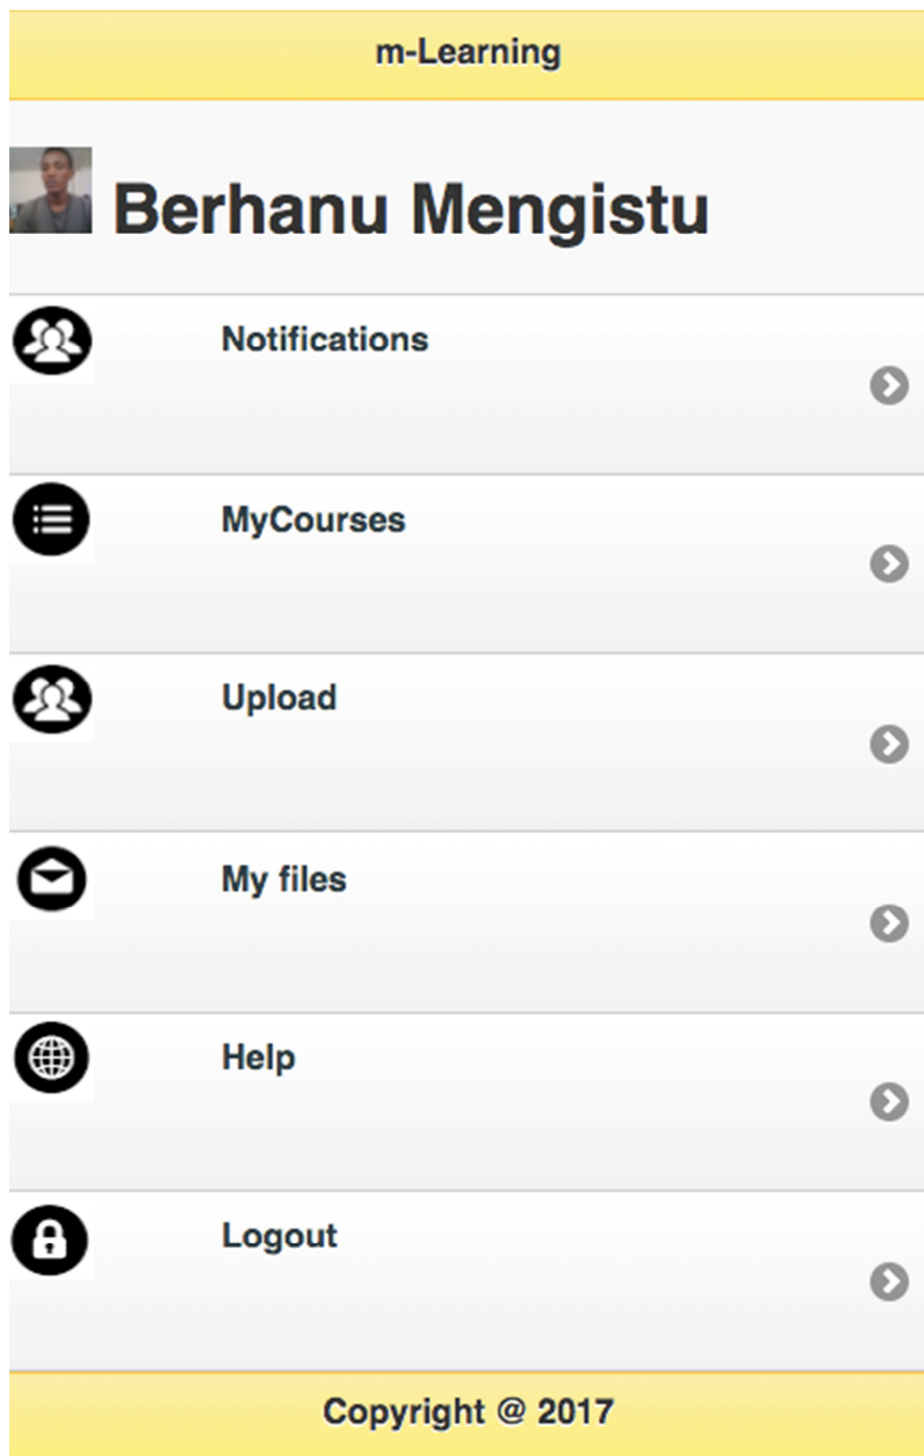 m-Learning
Berhanu Mengistu
Notifications
MyCourses
Upload
My files
Help
Logout
Copyright @ 2017